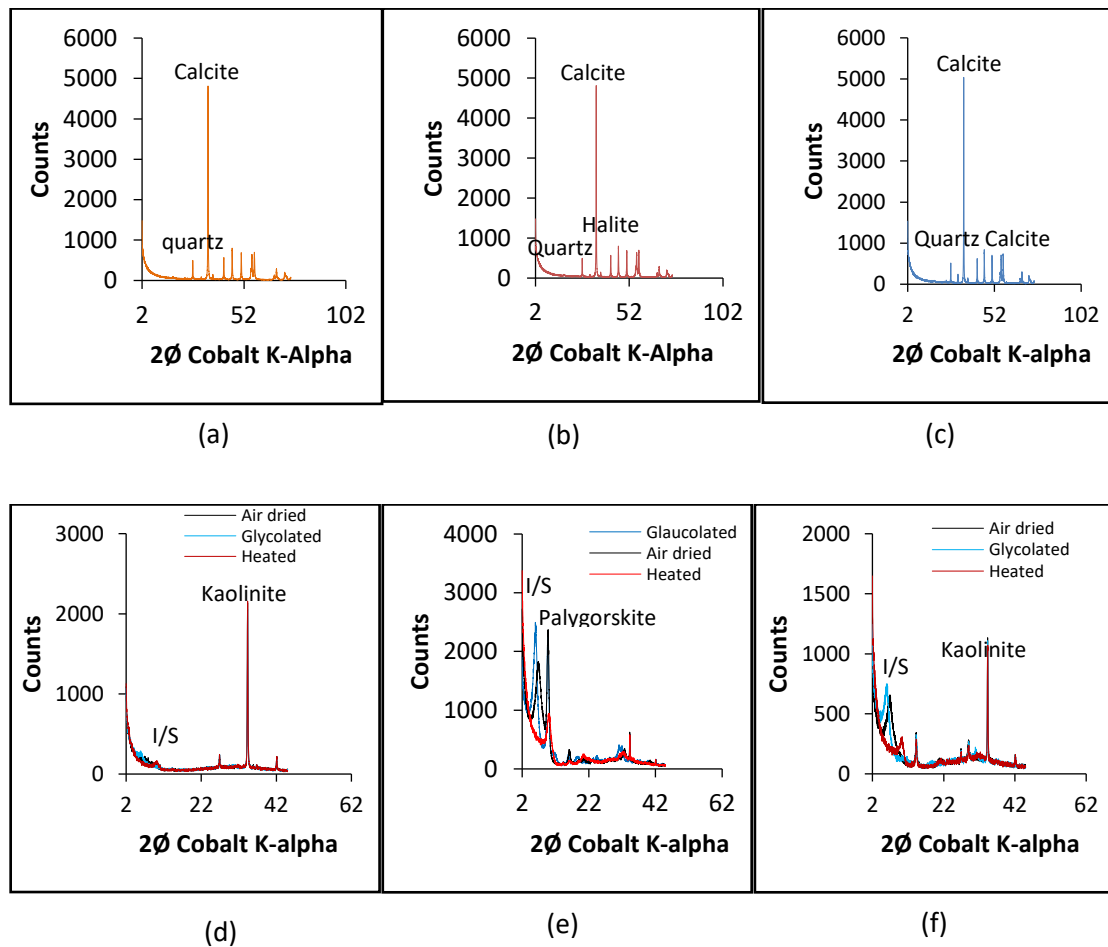 6000
5000
4000
3000
2000
1000
0
Counts
Calcite
quartz
2 52 102
2Ø Cobalt K-Alpha
(a)
6000
5000
4000
3000
2000
1000
0
Counts
Calcite
Halite
Quartz
2 52 102
2Ø Cobalt K-Alpha
(b)
6000
5000
4000
3000
2000
1000
0
Counts
Calcite
Quartz Calcite
2 52 102
2Ø Cobalt K-alpha
(c)
3000
2000
1000
0
Counts
Air dried
Glycolated
Heated
Kaolinite
I/S
2 22 42 62
2Ø Cobalt K-alpha
(d)
4000
3000
2000
1000
0
Counts
Glaucolated
Air dried
Heated
I/S
Palygorskite
2 22 42 62
2Ø Cobalt K-alpha
(e)
2000
1500
1000
500
0
Counts
Air dried
Glycolated
Heated
Kaolinite
I/S
2 22 42 62
2Ø Cobalt K-alpha
(f)